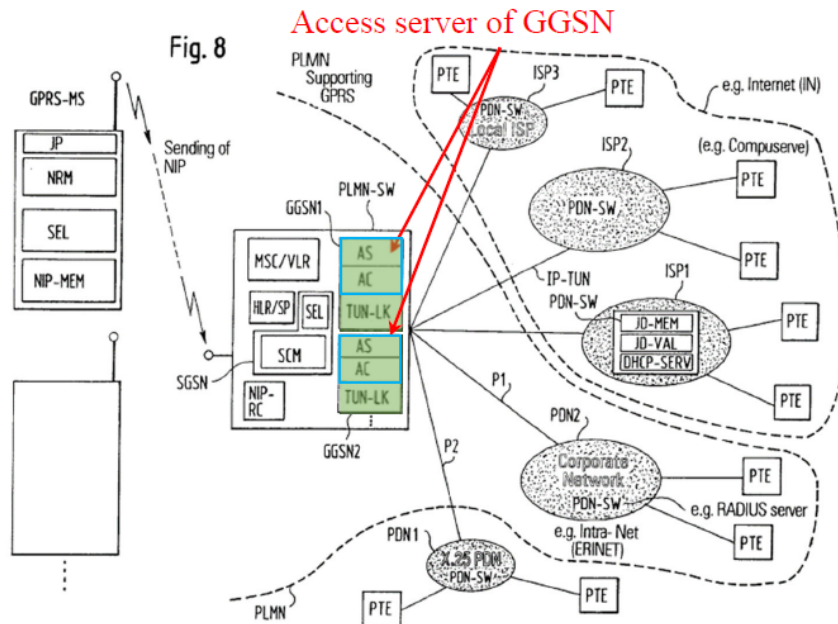 Access server of GGSN
Fig. 8
PLMN
Supporting
GPRS
PTE
ISP3
PTE
e.g. Internet (IN)
GPRS-MS
PDN-SW
Local ISP
JP
NRM
SEL
NIP-MEM
Sending of
NIP
ISP2
(e.g. Compuserve)
PTE
PDN-SW
PTE
PLMN-SW
GGSN1
MSC/VLR
AS
AC
TUN-LK
HLR/SP
SEL
SCM
SGSN
NIP-
RC
AS
AC
TUN-LK
GGSN2
IP-TUN
ISP1
PDN-SW
JD-MEM
JD-VAL
DHCP-SERV
PTE
PTE
P1
P2
PDN2
Corporate
Network
PDN-SW
PTE
e.g. RADIUS server
PTE
e.g. Intra-Net
(ERINET)
PDN1
X.25 PDN
PDN-SW
PTE
PTE
PLMN